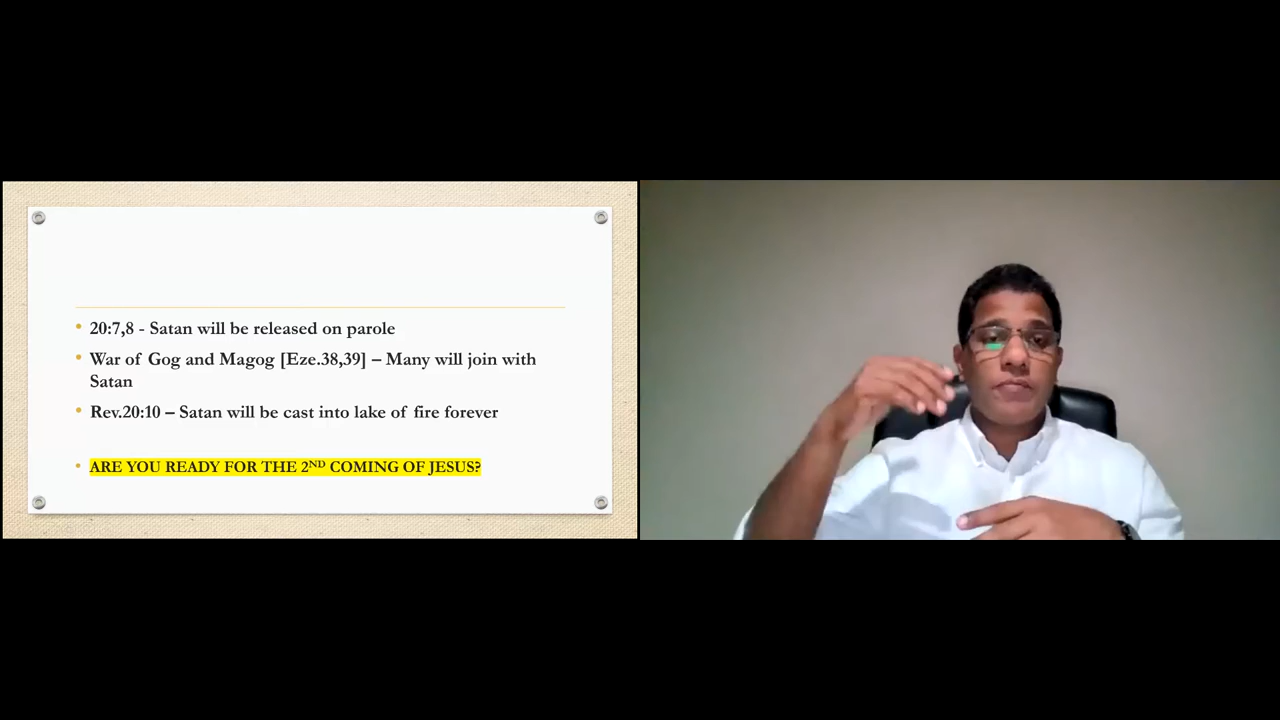 20:7,8 - Satan will be released on parole
War of Gog and Magog [Eze.38,39] – Many will join with
Satan
Rev.20:10 – Satan will be cast into lake of fire forever
ARE YOU READY FOR THE 2ND COMING OF JESUS?